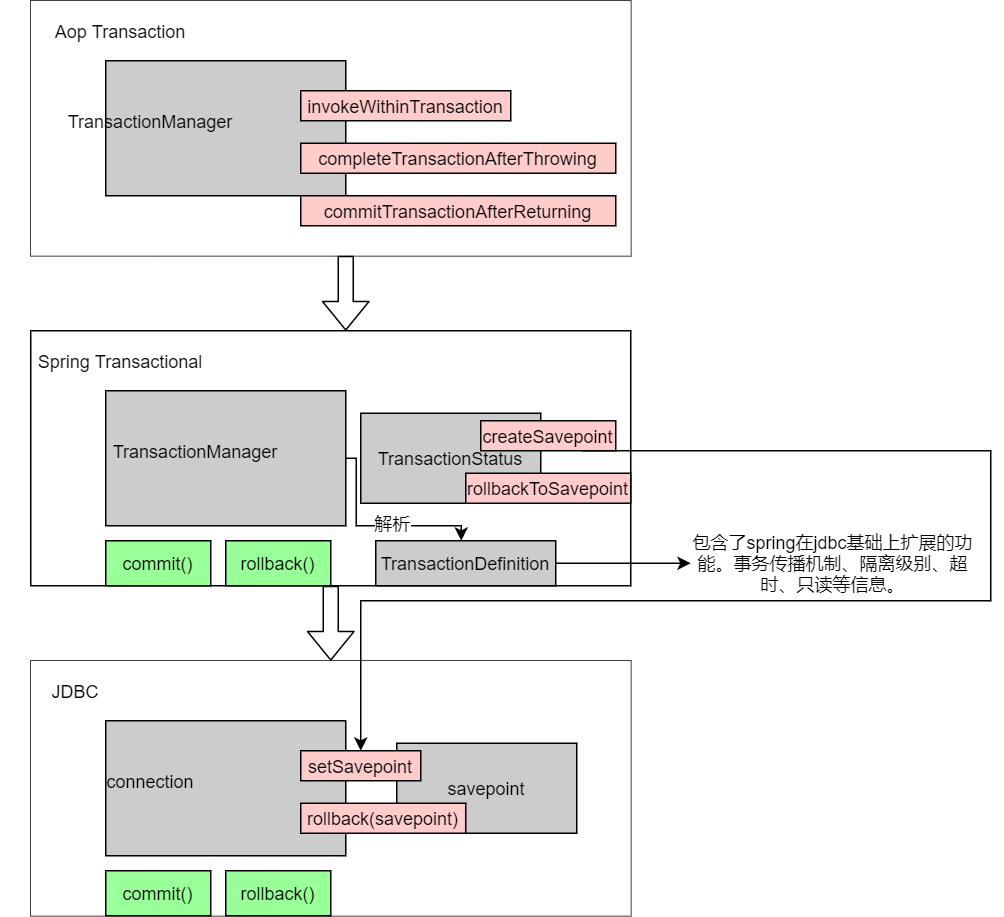 Aop Transaction
TransactionManager
invokeWithinTransaction
completeTransactionAfterThrowing
commitTransactionAfterReturning
Spring Transactional
TransactionManager
createSavepoint
TransactionStatus
rollbackToSavepoint
解析
commit()
rollback()
TransactionDefinition
包含了spring在jdbc基础上扩展的功
能。事务传播机制、隔离级别、超
时、只读等信息。
JDBC
connection
setSavepoint
savepoint
rollback(savepoint)
commit()
rollback()